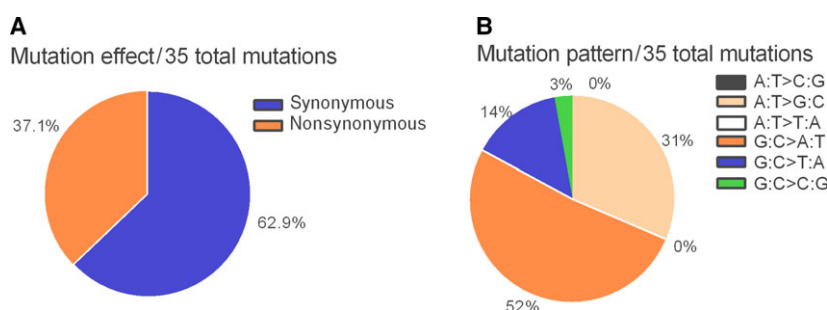 A
Mutation effect/35 total mutations
Synonymous
Nonsynonymous
37.1%
62.9%
B
Mutation pattern/35 total mutations
A:T>C:G
A:T>G:C
A:T>T:A
G:C>A:T
G:C>T:A
G:C>C:G
3%
0%
14%
31%
0%
52%